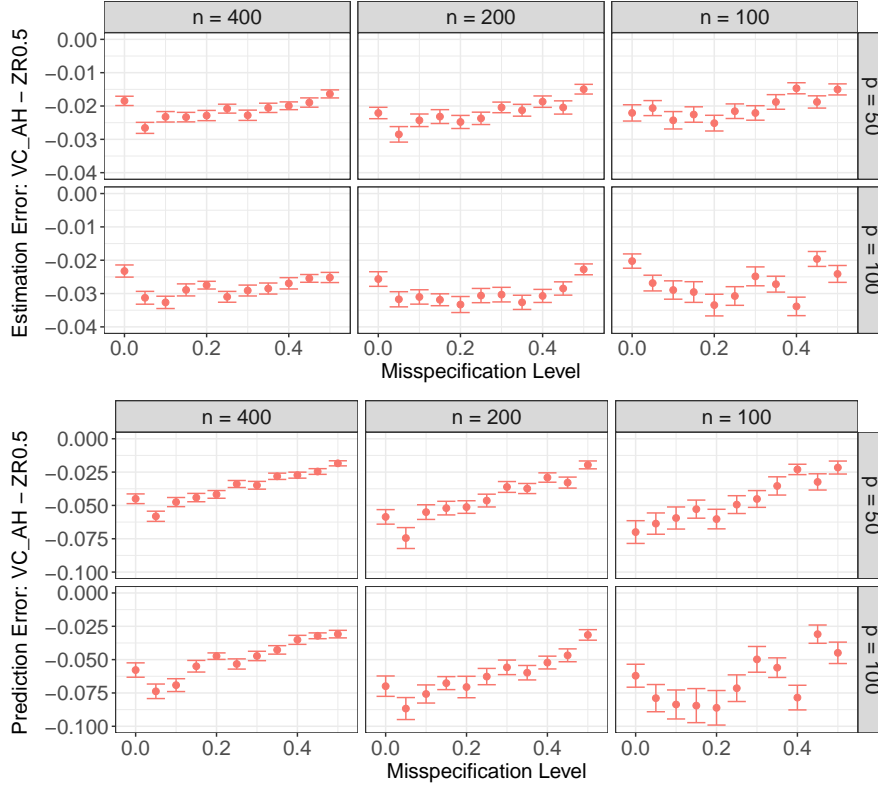 n = 400
n = 200
n = 100
Estimation Error: VC_AH − ZR0.5
0.00
−0.01
−0.02
−0.03
−0.04
p = 50
0.00
−0.01
−0.02
−0.03
−0.04
p = 100
0.0 0.2 0.4
0.0 0.2 0.4
0.0 0.2 0.4
Misspecification Level
n = 400
n = 200
n = 100
Prediction Error: VC_AH − ZR0.5
0.000
−0.025
−0.050
−0.075
−0.100
p = 50
0.000
−0.025
−0.050
−0.075
−0.100
p = 100
0.0 0.2 0.4
0.0 0.2 0.4
0.0 0.2 0.4
Misspecification Level